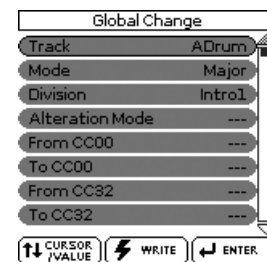 Global Change
Track ADrum
Mode Major
Division Intro1
Alteration Mode ---
From CC00 ---
To CC00 ---
From CC32 ---
To CC32 ---
CURSOR
/VALUE WRITE ENTER